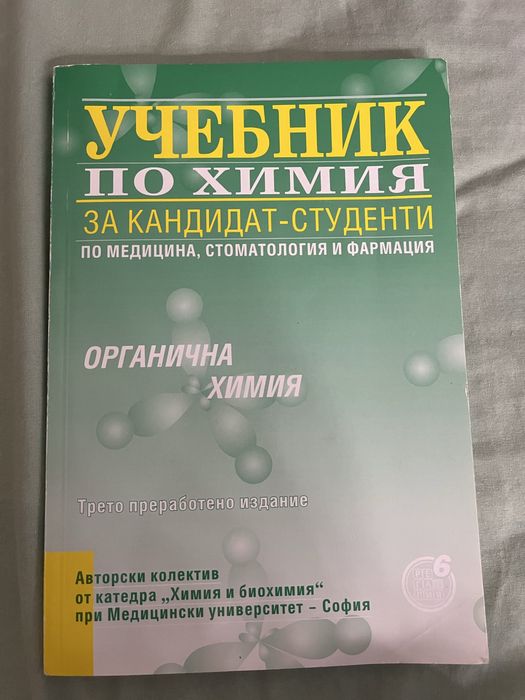 УЧЕБНИК
ПО ХИМИЯ
ЗА КАНДИДАТ-СТУДЕНТИ
ПО МЕДИЦИНА, СТОМАТОЛОГИЯ И ФАРМАЦИЯ
ОРГАНИЧНА
ХИМИЯ
Трето преработено издание
Авторски колектив
от катедра „Химия и биохимия“
при Медицински университет – София
6